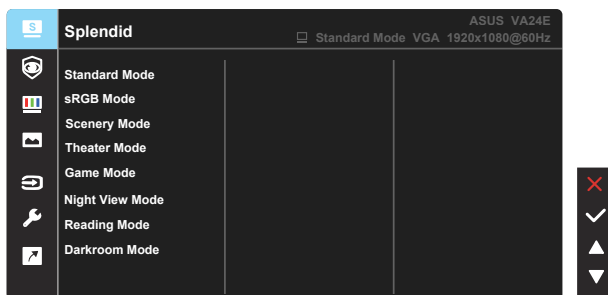 S
Splendid
ASUS VA24E
Standard Mode VGA 1920x1080@60Hz
Standard Mode
sRGB Mode
Scenery Mode
Theater Mode
Game Mode
Night View Mode
Reading Mode
Darkroom Mode